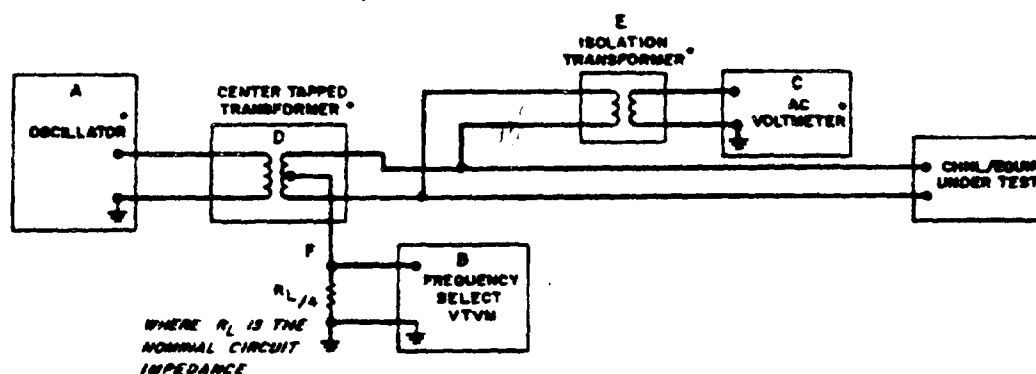 A
OSCILLATOR*
CENTER TAPPED
TRANSFORMER*
D
E
ISOLATION
TRANSFORMER*
C
AC
VOLTMETER*
CHNL/EQUIP
UNDER TEST
F
RL/4
B
FREQUENCY
SELECT
VTVM
WHERE RL IS THE
NOMINAL CIRCUIT
IMPEDANCE